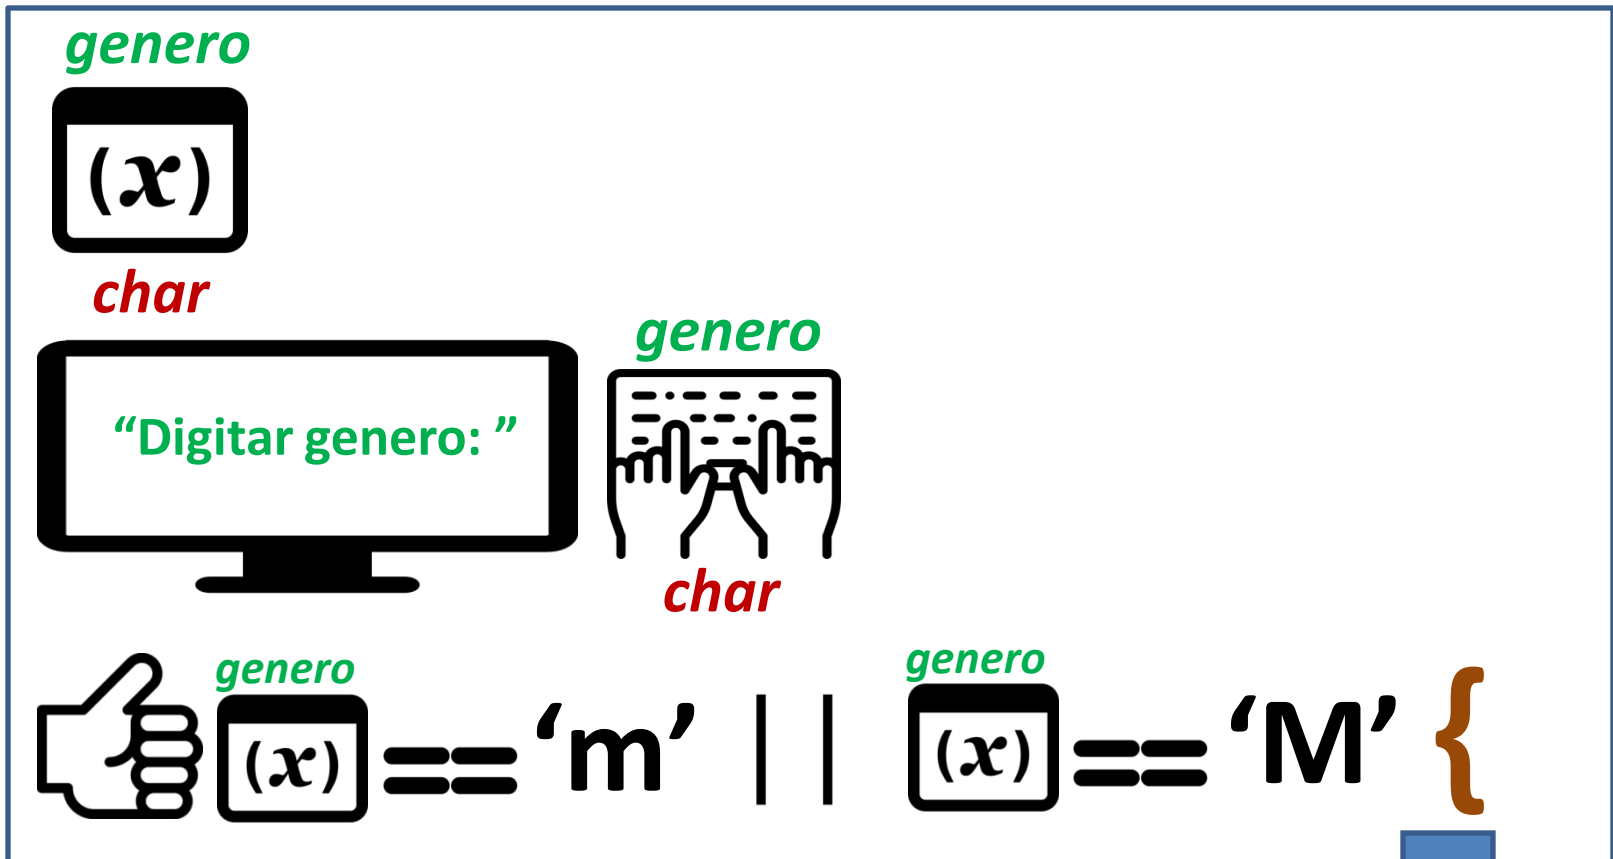 genero
(x)
char
genero
“Digitar genero: ”
char
genero genero
(x) == ‘m’ || (x) == ‘M’ {